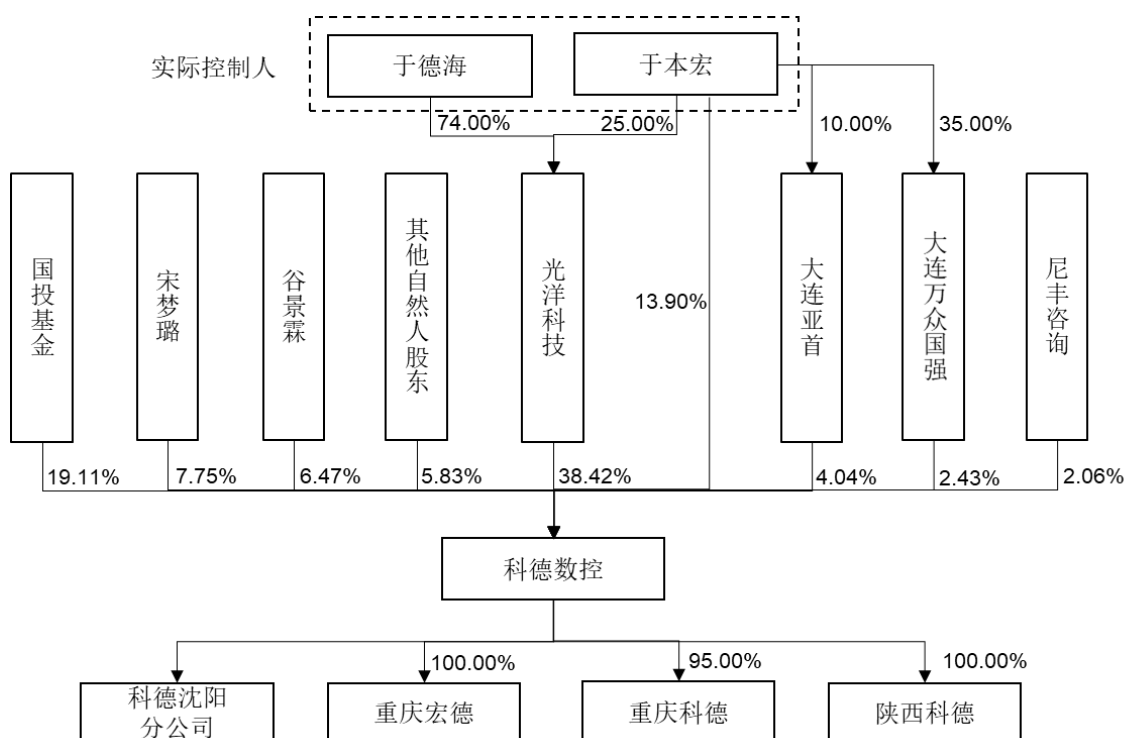 实际控制人
于德海
于本宏
74.00%
25.00%
10.00%
35.00%
国投基金
宋梦璐
谷景霖
其他自然人股东
光洋科技
13.90%
大连亚首
大连万众国强
尼丰咨询
19.11%
7.75%
6.47%
5.83%
38.42%
4.04%
2.43%
2.06%
科德数控
100.00%
95.00%
100.00%
科德沈阳
分公司
重庆宏德
重庆科德
陕西科德